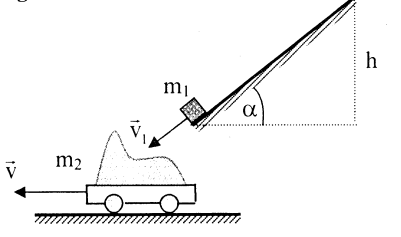 m₁
h
α
v⃗₁
m₂
v⃗